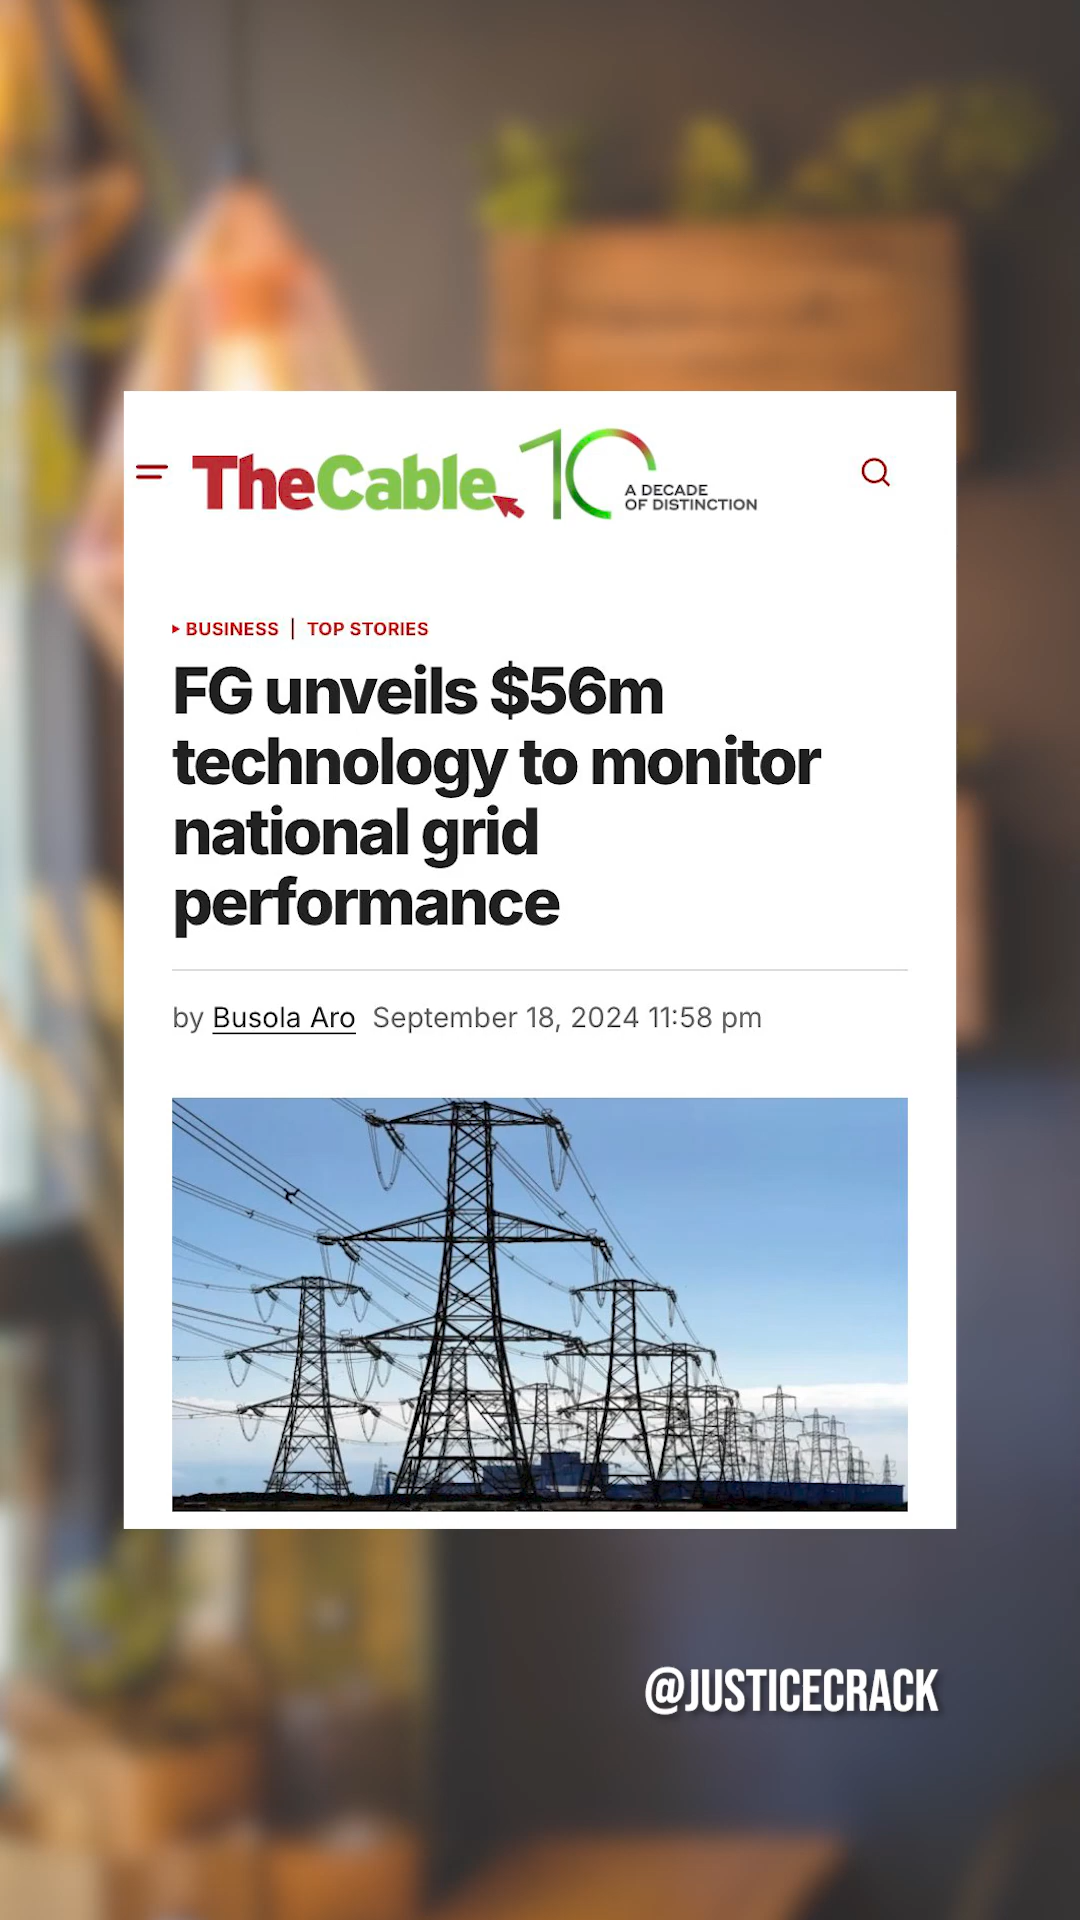 TheCable
10
A DECADE
OF DISTINCTION
BUSINESS | TOP STORIES
FG unveils $56m
technology to monitor
national grid
performance
by Busola Aro September 18, 2024 11:58 pm
@JUSTICECRACK